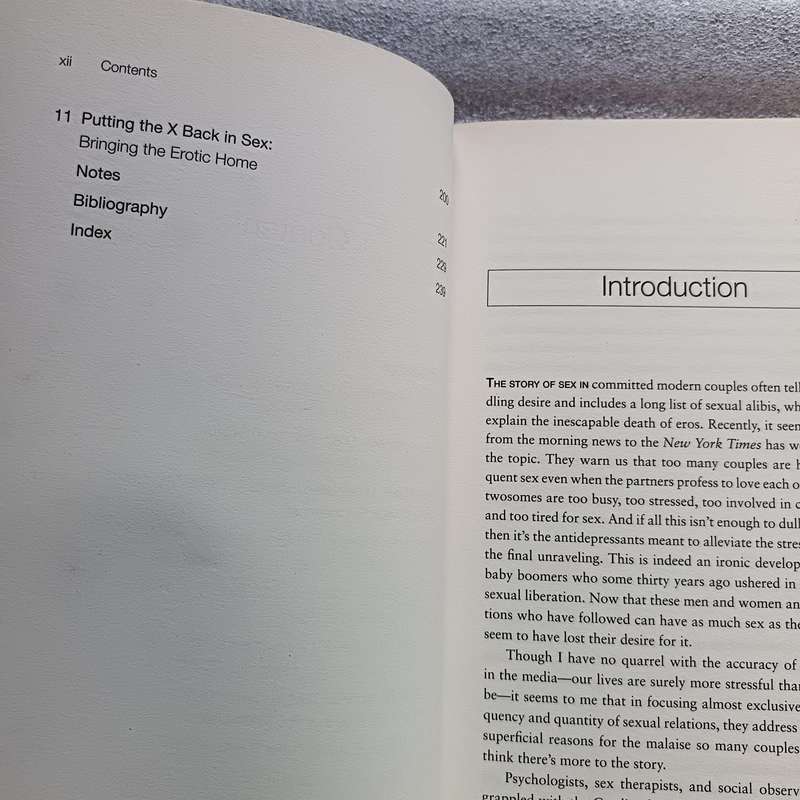 xii Contents
11 Putting the X Back in Sex:
Bringing the Erotic Home
200
Notes
221
Bibliography
229
Index
239
Introduction
THE STORY OF SEX IN committed modern couples often tell
dling desire and includes a long list of sexual alibis, wh
explain the inescapable death of eros. Recently, it seem
from the morning news to the New York Times has w
the topic. They warn us that too many couples are h
quent sex even when the partners profess to love each o
twosomes are too busy, too stressed, too involved in c
and too tired for sex. And if all this isn't enough to dull
then it's the antidepressants meant to alleviate the stres
the final unraveling. This is indeed an ironic develop
baby boomers who some thirty years ago ushered in
sexual liberation. Now that these men and women an
tions who have followed can have as much sex as the
seem to have lost their desire for it.
Though I have no quarrel with the accuracy of
in the media—our lives are surely more stressful than
be—it seems to me that in focusing almost exclusive
quency and quantity of sexual relations, they address
superficial reasons for the malaise so many couples
think there's more to the story.
Psychologists, sex therapists, and social observ
grappled with the